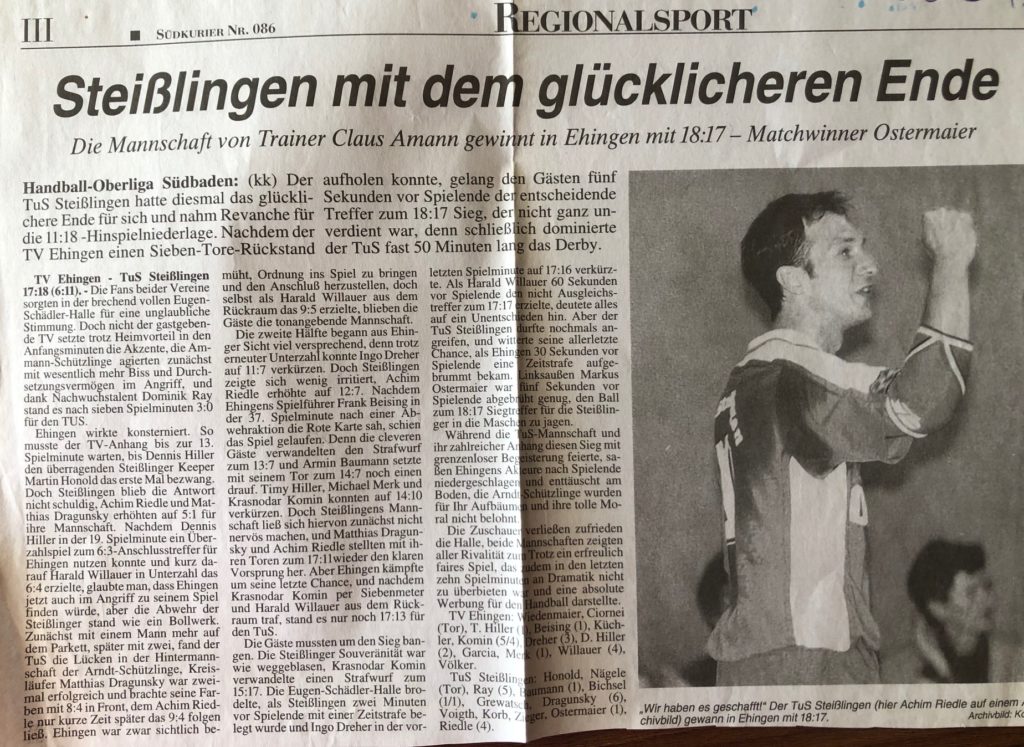 III
■ SÜDKURIER NR. 086
REGIONALSPORT
Steißlingen mit dem glücklicheren Ende
Die Mannschaft von Trainer Claus Amann gewinnt in Ehingen mit 18:17 – Matchwinner Ostermaier
Handball-Oberliga Südbaden: (kk) Der
TuS Steißlingen hatte diesmal das glückli-
chere Ende für sich und nahm Revanche für
die 11:18 -Hinspielniederlage. Nachdem der
TV Ehingen einen Sieben-Tore-Rückstand
aufholen konnte, gelang den Gästen fünf
Sekunden vor Spielende der entscheidende
Treffer zum 18:17 Sieg, der nicht ganz un-
verdient war, denn schließlich dominierte
der TuS fast 50 Minuten lang das Derby.
TV Ehingen - TuS Steißlingen
17:18 (6:11). - Die Fans beider Vereine
sorgten in der brechend vollen Eugen-
Schädler-Halle für eine unglaubliche
Stimmung. Doch nicht der gastgeben-
de TV setzte trotz Heimvorteil in den
Anfangsminuten die Akzente, die Am-
mann-Schützlinge agierten zunächst
mit wesentlich mehr Biss und Durch-
setzungsvermögen im Angriff, und
dank Nachwuchstalent Dominik Ray
stand es nach sieben Spielminuten 3:0
für den TUS.
Ehingen wirkte konsterniert. So
musste der TV-Anhang bis zur 13.
Spielminute warten, bis Dennis Hiller
den überragenden Steißlinger Keeper
Martin Honold das erste Mal bezwang.
Doch Steißlingen blieb die Antwort
nicht schuldig, Achim Riedle und Mat-
thias Dragunsky erhöhten auf 5:1 für
ihre Mannschaft. Nachdem Dennis
Hiller in der 19. Spielminute ein Über-
zahlspiel zum 6:3-Anschlusstreffer für
Ehingen nutzen konnte und kurz da-
rauf Harald Willauer in Unterzahl das
6:4 erzielte, glaubte man, dass Ehingen
jetzt auch im Angriff zu seinem Spiel
finden würde, aber die Abwehr der
Steißlinger stand wie ein Bollwerk.
Zunächst mit einem Mann mehr auf
dem Parkett, später mit zwei, fand der
TuS die Lücken in der Hintermann-
schaft der Arndt-Schützlinge, Kreis-
läufer Matthias Dragunsky war zwei-
mal erfolgreich und brachte seine Far-
ben mit 8:4 in Front, dem Achim Ried-
le nur kurze Zeit später das 9:4 folgen
ließ. Ehingen war zwar sichtlich be-
müht, Ordnung ins Spiel zu bringen
und den Anschluß herzustellen, doch
selbst als Harald Willauer aus dem
Rückraum das 9:5 erzielte, blieben die
Gäste die tonangebende Mannschaft.
Die zweite Hälfte begann aus Ehin-
ger Sicht viel versprechend, denn trotz
erneuter Unterzahl konnte Ingo Dreher
auf 11:7 verkürzen. Doch Steißlingen
zeigte sich wenig irritiert, Achim
Riedle erhöhte auf 12:7. Nachdem
Ehingens Spielführer Frank Beising in
der 37. Spielminute nach einer Ab-
wehraktion die Rote Karte sah, schien
das Spiel gelaufen. Denn die cleveren
Gäste verwandelten den Strafwurf
zum 13:7 und Armin Baumann setzte
mit seinem Tor zum 14:7 noch einen
drauf. Timy Hiller, Michael Merk und
Krasnodar Komin konnten auf 14:10
verkürzen. Doch Steißlingens Mann-
schaft ließ sich hiervon zunächst nicht
nervös machen, und Matthias Dragun-
sky und Achim Riedle stellten mit ih-
ren Toren zum 17:11wieder den klaren
Vorsprung her. Aber Ehingen kämpfte
um seine letzte Chance, und nachdem
Krasnodar Komin per Siebenmeter
und Harald Willauer aus dem Rück-
raum traf, stand es nur noch 17:13 für
den TuS.
Die Gäste mussten um den Sieg ban-
gen. Die Steißlinger Souveränität war
wie weggeblasen, Krasnodar Komin
verwandelte einen Strafwurf zum
15:17. Die Eugen-Schädler-Halle bro-
delte, als Steißlingen zwei Minuten
vor Spielende mit einer Zeitstrafe be-
legt wurde und Ingo Dreher in der vor-
letzten Spielminute auf 17:16 verkürz-
te. Als Harald Willauer 60 Sekunden
vor Spielende den nicht Ausgleichs-
treffer zum 17:17 erzielte, deutete alles
auf ein Unentschieden hin. Aber der
TuS Steißlingen durfte nochmals an-
greifen, und witterte seine allerletzte
Chance, als Ehingen 30 Sekunden vor
Spielende eine Zeitstrafe aufge-
brummt bekam. Linksaußen Markus
Ostermaier war fünf Sekunden vor
Spielende abgebrüht genug, den Ball
zum 18:17 Siegtreffer für die Steißlin-
ger in die Maschen zu jagen.
Während die TuS-Mannschaft und
ihr zahlreicher Anhang diesen Sieg mit
grenzenloser Begeisterung feierte, sa-
ßen Ehingens Akteure nach Spielende
niedergeschlagen und enttäuscht am
Boden, die Arndt-Schützlinge wurden
für Ihr Aufbäumen und ihre tolle Mo-
ral nicht belohnt.
Die Zuschauer verließen zufrieden
die Halle, beide Mannschaften zeigten
aller Rivalität zum Trotz ein erfreulich
faires Spiel, das zudem in den letzten
zehn Spielminuten an Dramatik nicht
zu überbieten war und eine absolute
Werbung für den Handball darstellte.
TV Ehingen: Wiedenmaier, Ciornei
(Tor), T. Hiller (1), Beising (1), Küch-
ler, Komin (5/4), Dreher (3), D. Hiller
(2), Garcia, Merk (1), Willauer (4),
Völker.
TuS Steißlingen: Honold, Nägele
(Tor), Ray (5), Baumann (1), Bichsel
(1/1), Grewatsch, Dragunsky (6),
Voigth, Korb, Zieger, Ostermaier (1),
Riedle (4).
„Wir haben es geschafft!“ Der TuS Steißlingen (hier Achim Riedle auf einem
chivbild) gewann in Ehingen mit 18:17.
Archivbild: